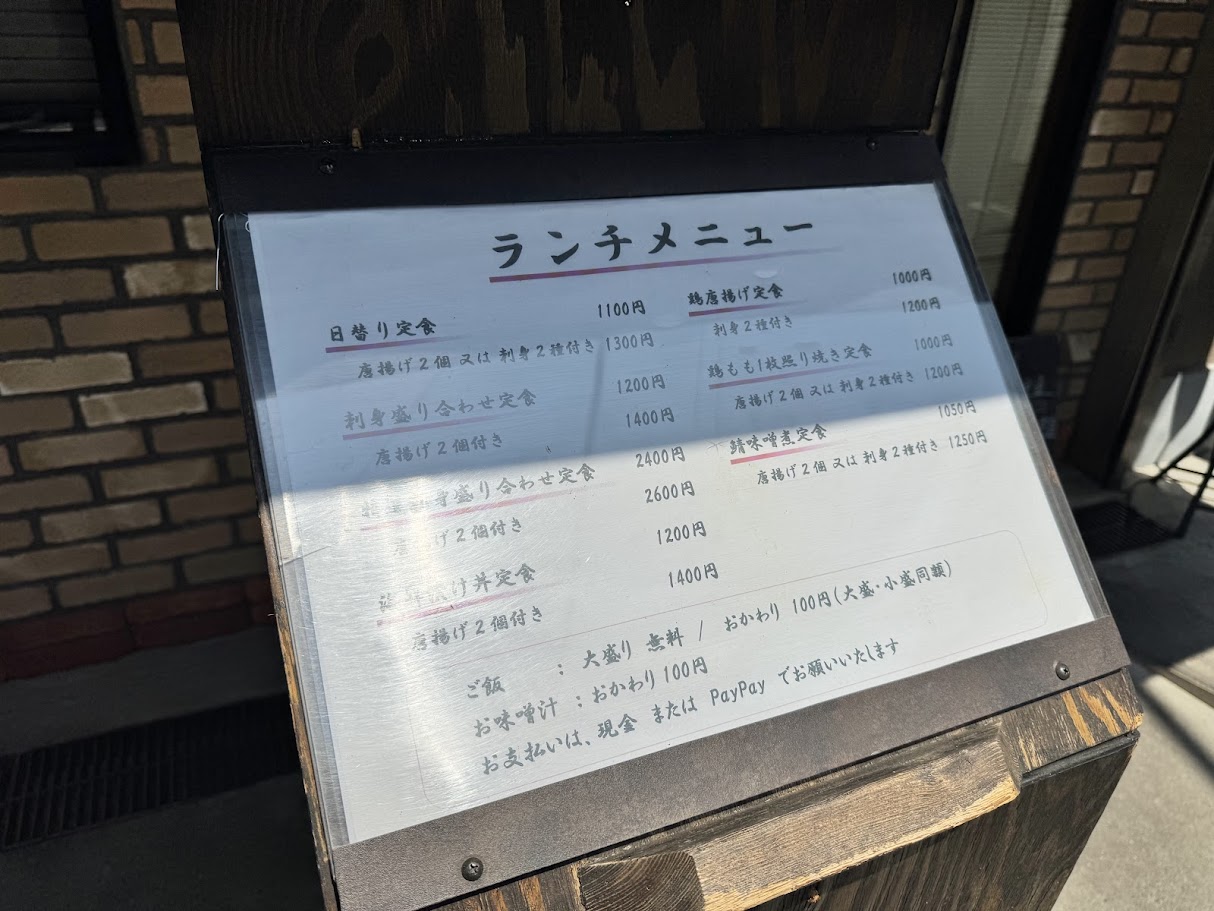 ランチメニュー
日替り定食 1100円
唐揚げ2個 又は 刺身2種付き 1300円
刺身盛り合わせ定食 1200円
唐揚げ2個付き 1400円
刺身盛り合わせ定食 2400円
唐揚げ2個付き 2600円
漬け丼定食 1200円
唐揚げ2個付き 1400円
鶏唐揚げ定食 1000円
刺身2種付き 1200円
鶏もも1枚照り焼き定食 1000円
唐揚げ2個 又は 刺身2種付き 1200円
鯖味噌煮定食 1050円
唐揚げ2個 又は 刺身2種付き 1250円
ご飯 : 大盛り 無料 / おかわり 100円(大盛・小盛同額)
お味噌汁 : おかわり100円
お支払いは、現金 または PayPay でお願いいたします